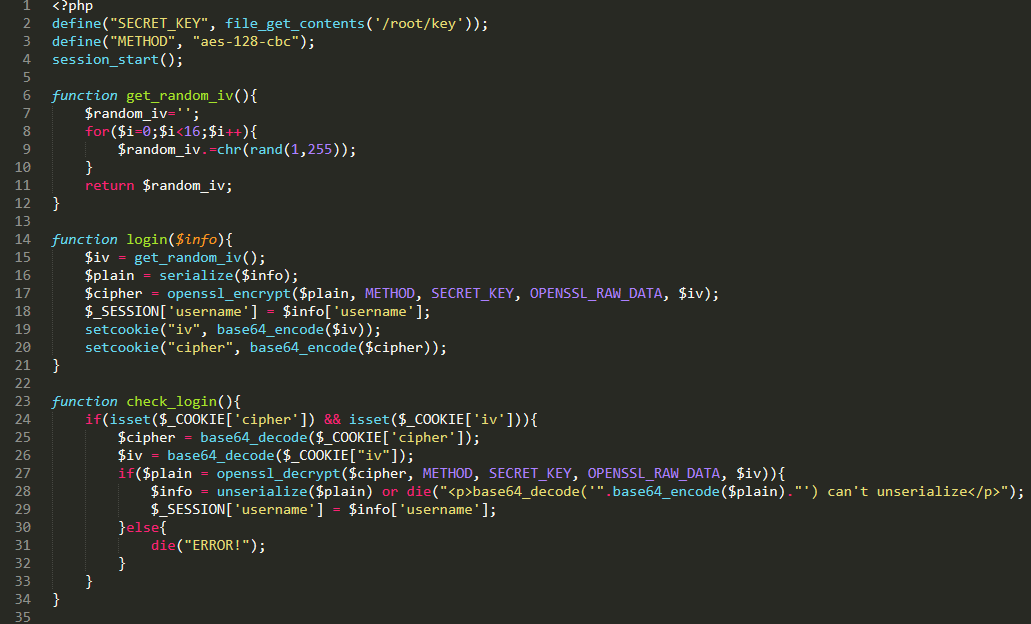 1 <?php
2 define("SECRET_KEY", file_get_contents('/root/key'));
3 define("METHOD", "aes-128-cbc");
4 session_start();
5
6 function get_random_iv(){
7     $random_iv='';
8     for($i=0;$i<16;$i++){
9         $random_iv.=chr(rand(1,255));
10     }
11     return $random_iv;
12 }
13
14 function login($info){
15     $iv = get_random_iv();
16     $plain = serialize($info);
17     $cipher = openssl_encrypt($plain, METHOD, SECRET_KEY, OPENSSL_RAW_DATA, $iv);
18     $_SESSION['username'] = $info['username'];
19     setcookie("iv", base64_encode($iv));
20     setcookie("cipher", base64_encode($cipher));
21 }
22
23 function check_login(){
24     if(isset($_COOKIE['cipher']) && isset($_COOKIE['iv'])){
25         $cipher = base64_decode($_COOKIE['cipher']);
26         $iv = base64_decode($_COOKIE["iv"]);
27         if($plain = openssl_decrypt($cipher, METHOD, SECRET_KEY, OPENSSL_RAW_DATA, $iv)){
28             $info = unserialize($plain) or die("<p>base64_decode('".base64_encode($plain)."') can't unserialize</p>");
29             $_SESSION['username'] = $info['username'];
30         }else{
31             die("ERROR!");
32         }
33     }
34 }
35